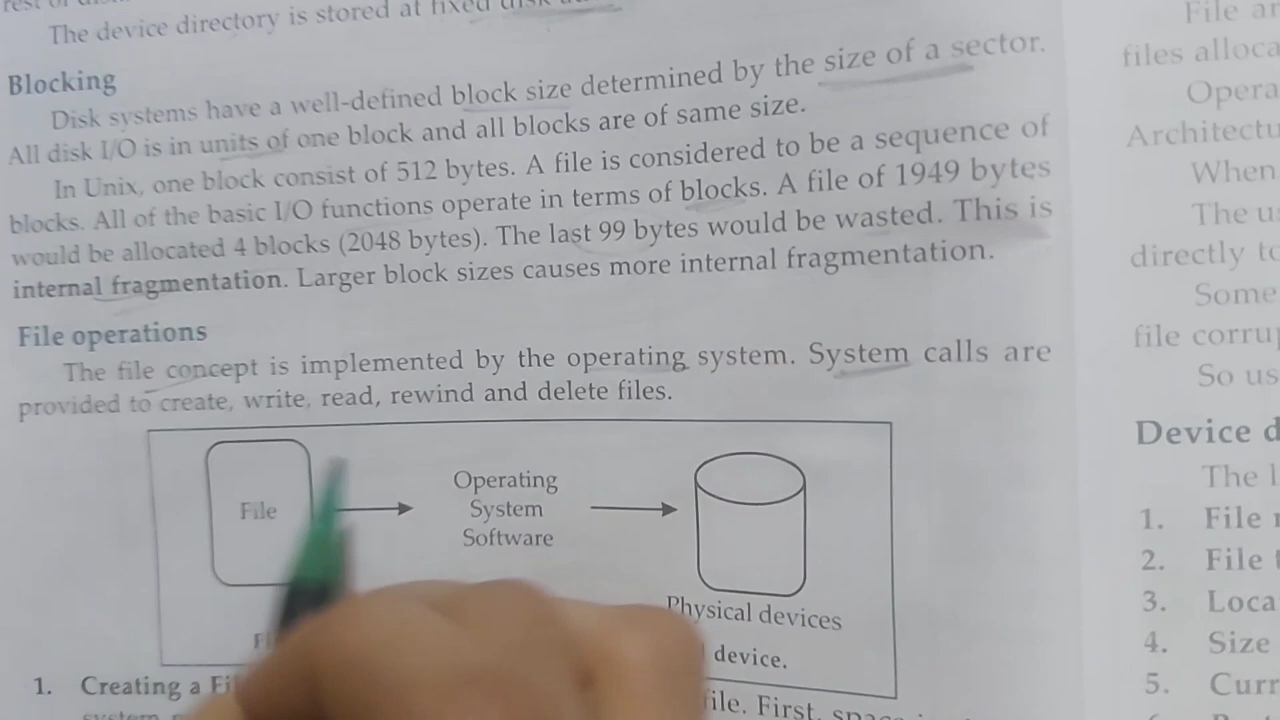 The device directory is stored at fixed disk
Blocking
Disk systems have a well-defined block size determined by the size of a sector.
All disk I/O is in units of one block and all blocks are of same size.
In Unix, one block consist of 512 bytes. A file is considered to be a sequence of
blocks. All of the basic I/O functions operate in terms of blocks. A file of 1949 bytes
would be allocated 4 blocks (2048 bytes). The last 99 bytes would be wasted. This is
internal fragmentation. Larger block sizes causes more internal fragmentation.
File operations
The file concept is implemented by the operating system. System calls are
provided to create, write, read, rewind and delete files.
File
Operating
System
Software
Physical devices
device.
1. Creating a
First,
File
files
When
The
directly
Some
file
So us
Device
The
1. File
2. File
3.
4. Size
5.